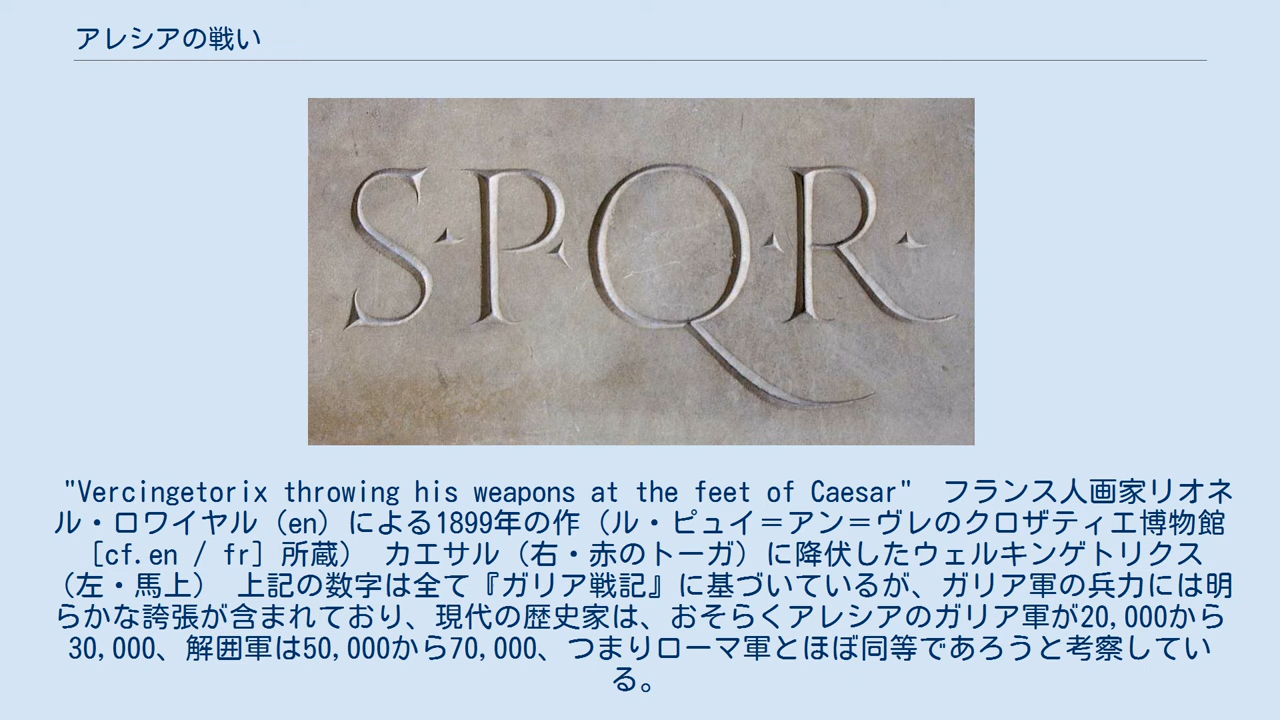 アレシアの戦い
S·P·Q·R·
"Vercingetorix throwing his weapons at the feet of Caesar"　フランス人画家リオネ
ル・ロワイヤル（en）による1899年の作（ル・ピュイ＝アン＝ヴレのクロザティエ博物館
［cf.en / fr］所蔵）　カエサル（右・赤のトーガ）に降伏したウェルキンゲトリクス
（左・馬上）　上記の数字は全て『ガリア戦記』に基づいているが、ガリア軍の兵力には明
らかな誇張が含まれており、現代の歴史家は、おそらくアレシアのガリア軍が20,000から
30,000、解囲軍は50,000から70,000、つまりローマ軍とほぼ同等であろうと考察してい
る。